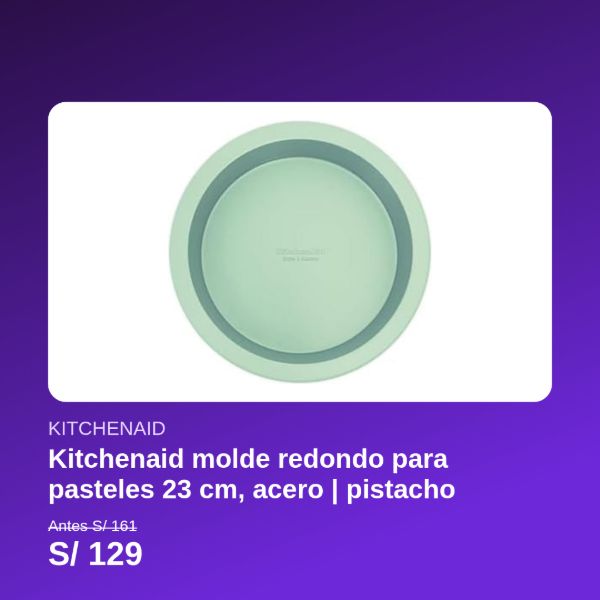 KITCHENAID
Kitchenaid molde redondo para
pasteles 23 cm, acero | pistacho
Antes S/ 161
S/ 129